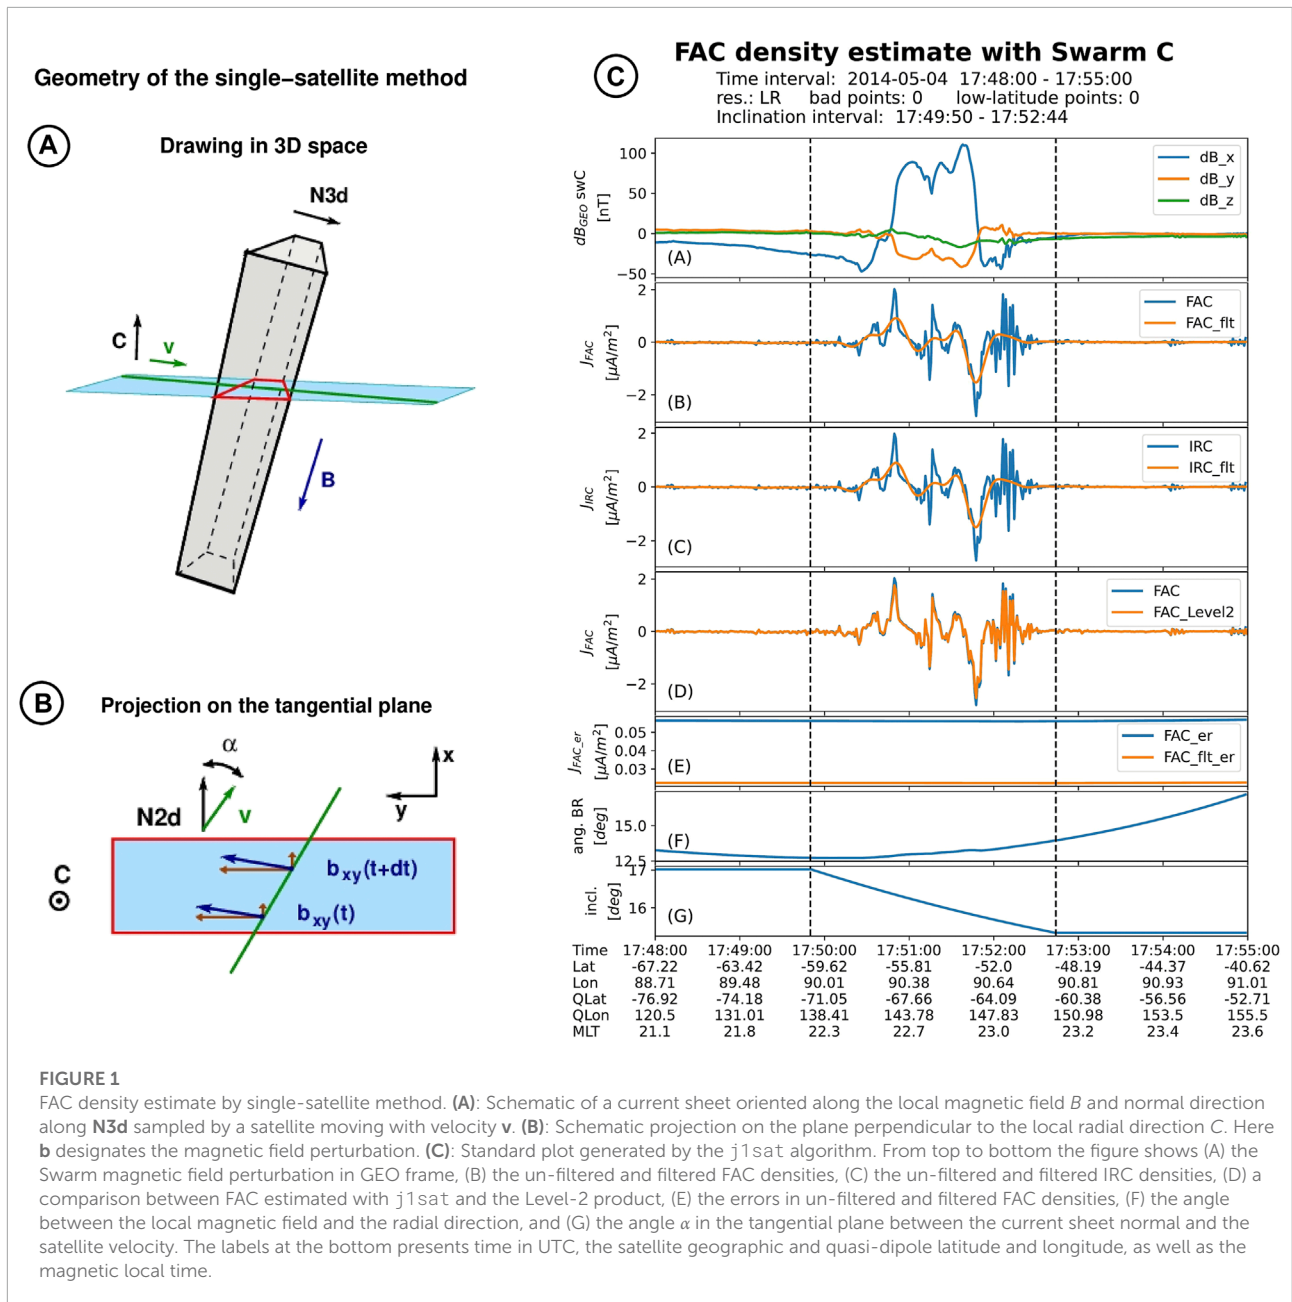 Geometry of the single–satellite method
A
Drawing in 3D space
N3d
C
v
B
B
Projection on the tangential plane
α
N2d
v
x
y
C
b xy (t+dt)
b xy (t)
C
FAC density estimate with Swarm C
Time interval: 2014-05-04 17:48:00 - 17:55:00
res.: LR bad points: 0 low-latitude points: 0
Inclination interval: 17:49:50 - 17:52:44
dB_GEO swC
[nT]
100
50
0
−50
dB_x
dB_y
dB_z
(A)
J_FAC
[μA/m²]
2
0
−2
FAC
FAC_flt
(B)
J_IRC
[μA/m²]
2
0
−2
IRC
IRC_flt
(C)
J_FAC
[μA/m²]
2
0
−2
FAC
FAC_Level2
(D)
J_FAC_er
[μA/m²]
0.05
0.04
0.03
FAC_er
FAC_flt_er
(E)
ang. BR
[deg]
15.0
12.5
(F)
incl.
[deg]
17
16
(G)
Time 17:48:00 17:49:00 17:50:00 17:51:00 17:52:00 17:53:00 17:54:00 17:55:00
Lat -67.22 -63.42 -59.62 -55.81 -52.0 -48.19 -44.37 -40.62
Lon 88.71 89.48 90.01 90.38 90.64 90.81 90.93 91.01
QLat -76.92 -74.18 -71.05 -67.66 -64.09 -60.38 -56.56 -52.71
QLon 120.5 131.01 138.41 143.78 147.83 150.98 153.5 155.5
MLT 21.1 21.8 22.3 22.7 23.0 23.2 23.4 23.6
FIGURE 1
FAC density estimate by single-satellite method. (A): Schematic of a current sheet oriented along the local magnetic field B and normal direction
along N3d sampled by a satellite moving with velocity v. (B): Schematic projection on the plane perpendicular to the local radial direction C. Here
b designates the magnetic field perturbation. (C): Standard plot generated by the j1sat algorithm. From top to bottom the figure shows (A) the
Swarm magnetic field perturbation in GEO frame, (B) the un-filtered and filtered FAC densities, (C) the un-filtered and filtered IRC densities, (D) a
comparison between FAC estimated with j1sat and the Level-2 product, (E) the errors in un-filtered and filtered FAC densities, (F) the angle
between the local magnetic field and the radial direction, and (G) the angle α in the tangential plane between the current sheet normal and the
satellite velocity. The labels at the bottom presents time in UTC, the satellite geographic and quasi-dipole latitude and longitude, as well as the
magnetic local time.